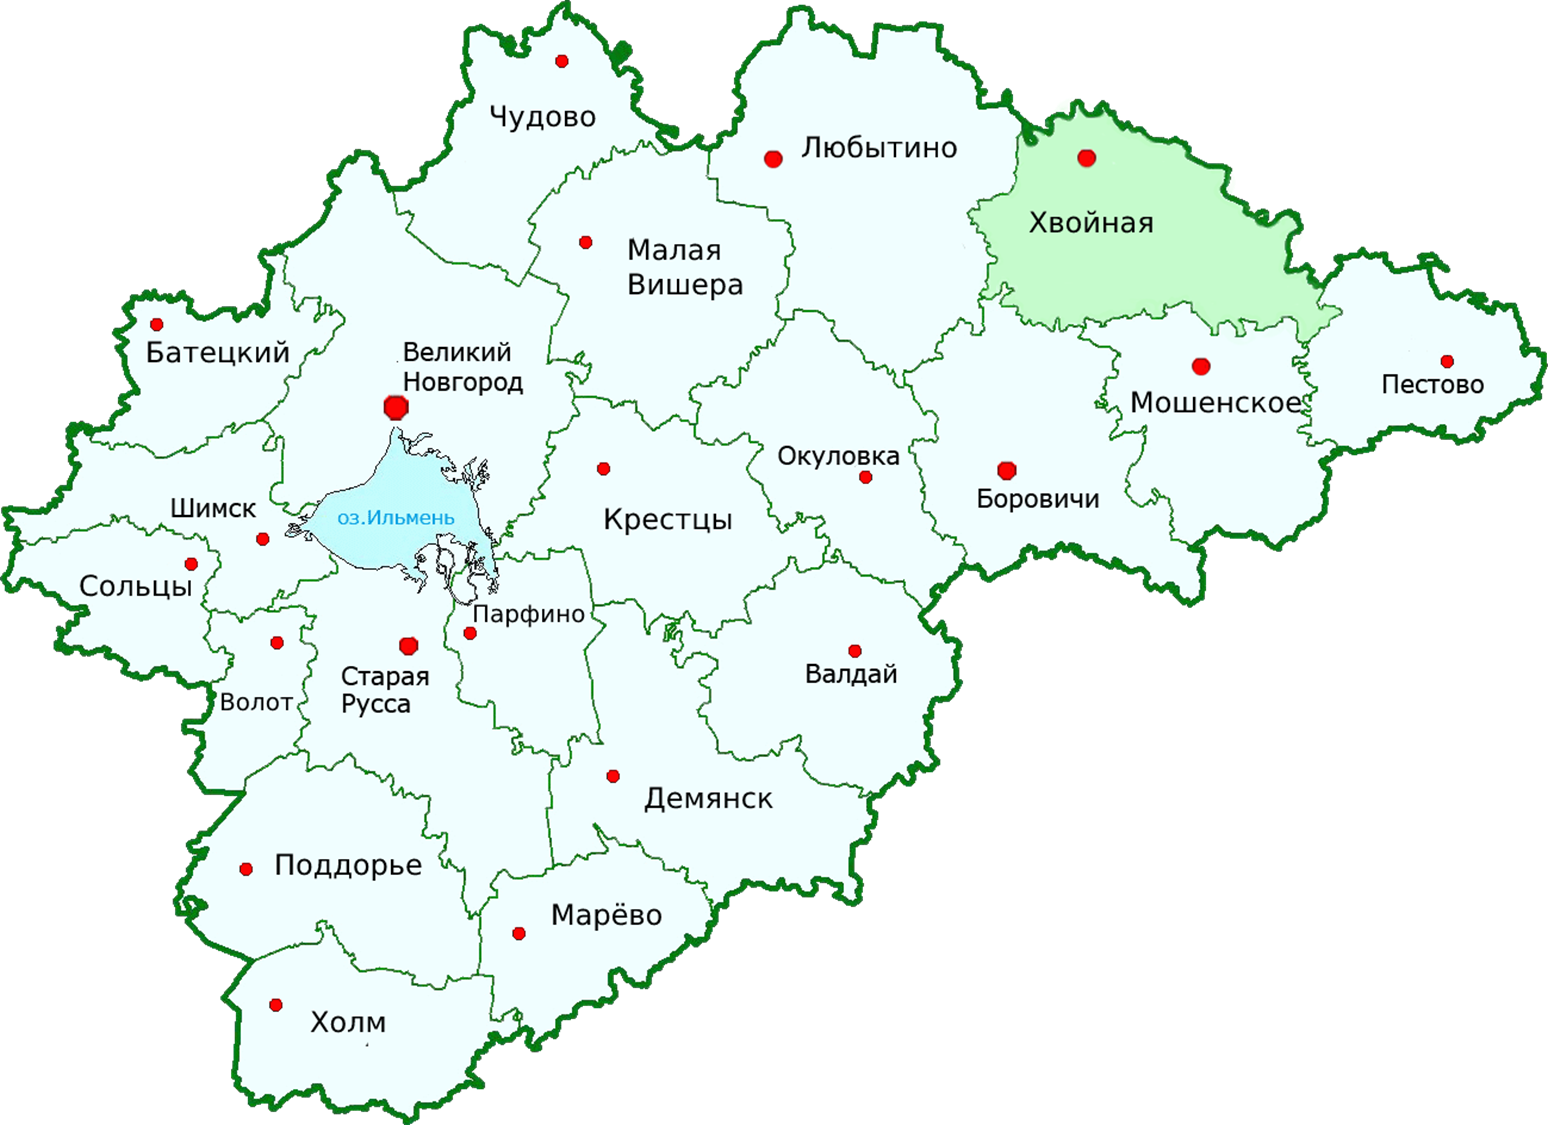 Чудово
Любытино
Хвойная
Малая
Вишера
Батецкий
Великий
Новгород
Пестово
Мошенское
Окуловка
Боровичи
Шимск
оз.Ильмень
Крестцы
Сольцы
Парфино
Старая
Русса
Валдай
Волот
Демянск
Поддорье
Марёво
Холм